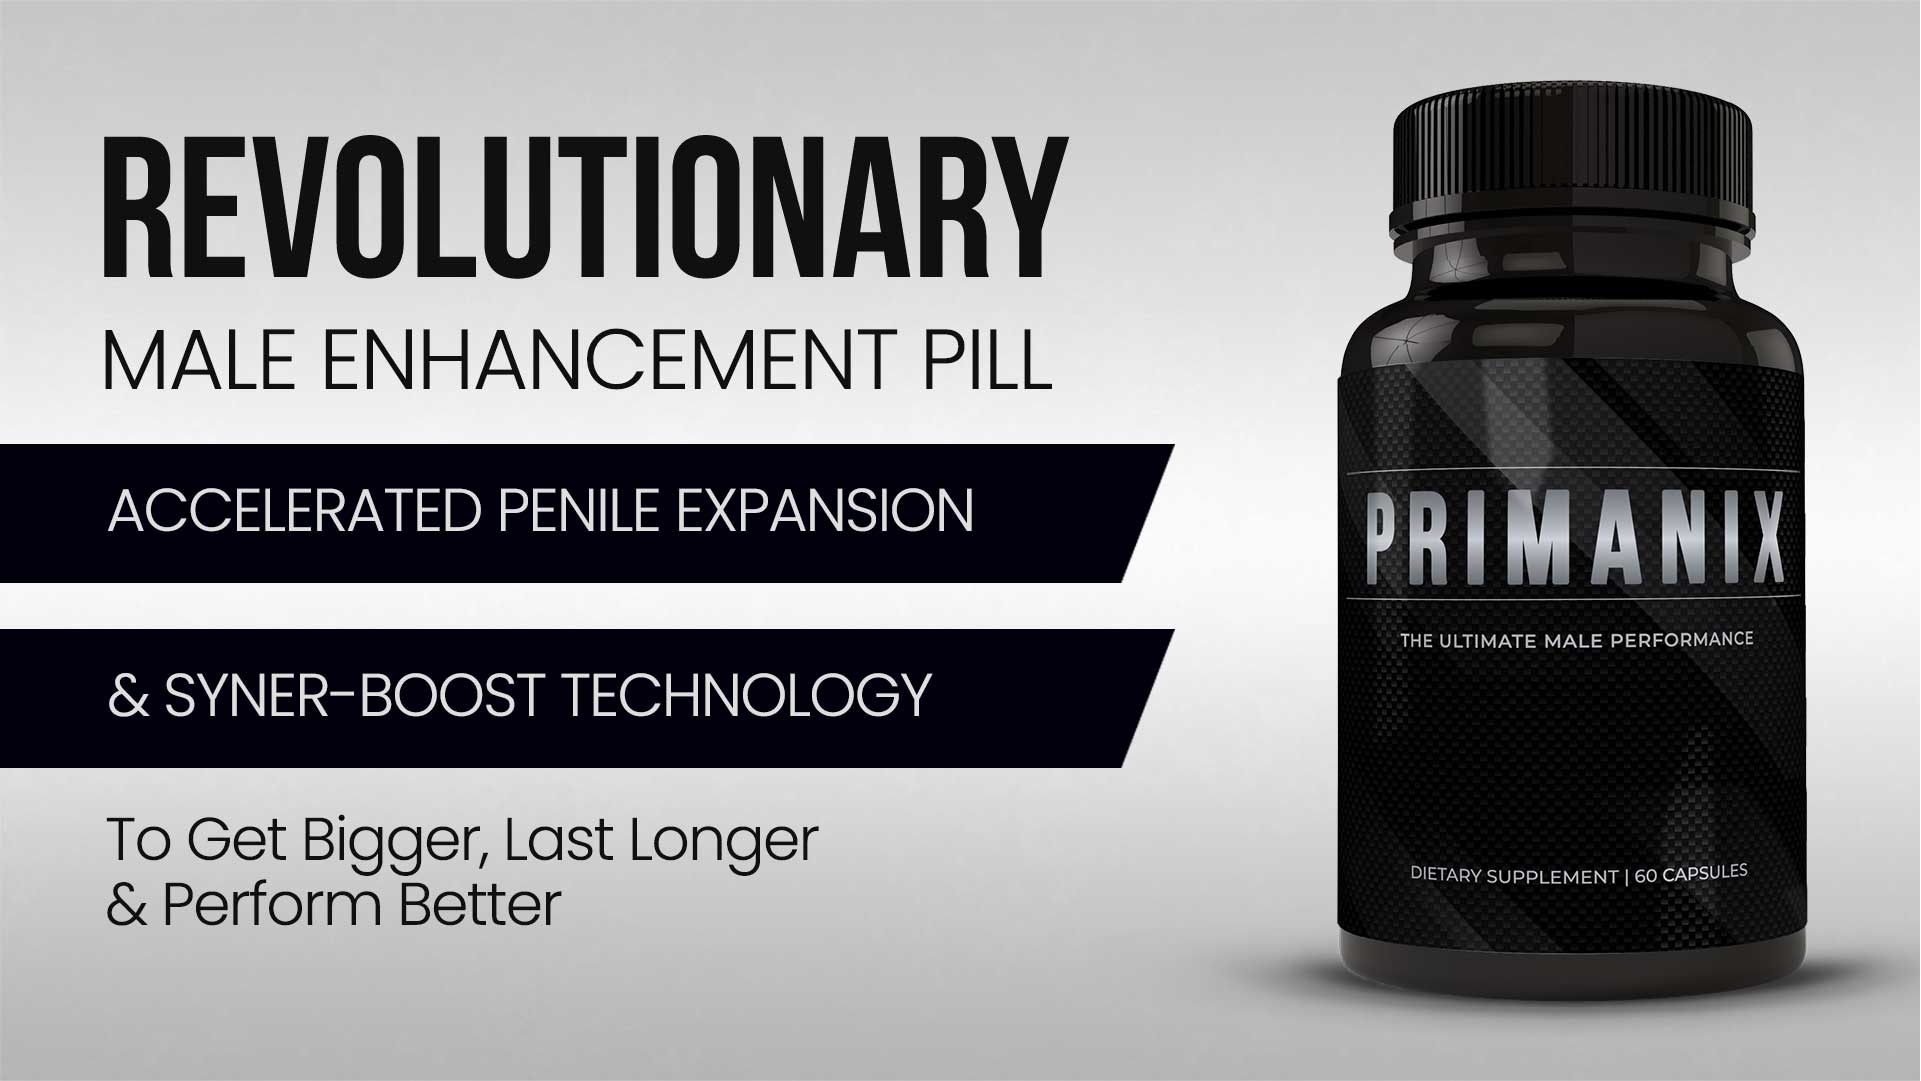 REVOLUTIONARY
MALE ENHANCEMENT PILL
ACCELERATED PENILE EXPANSION
& SYNER-BOOST TECHNOLOGY
To Get Bigger, Last Longer
& Perform Better
PRIMANIX
THE ULTIMATE MALE PERFORMANCE
DIETARY SUPPLEMENT | 60 CAPSULES